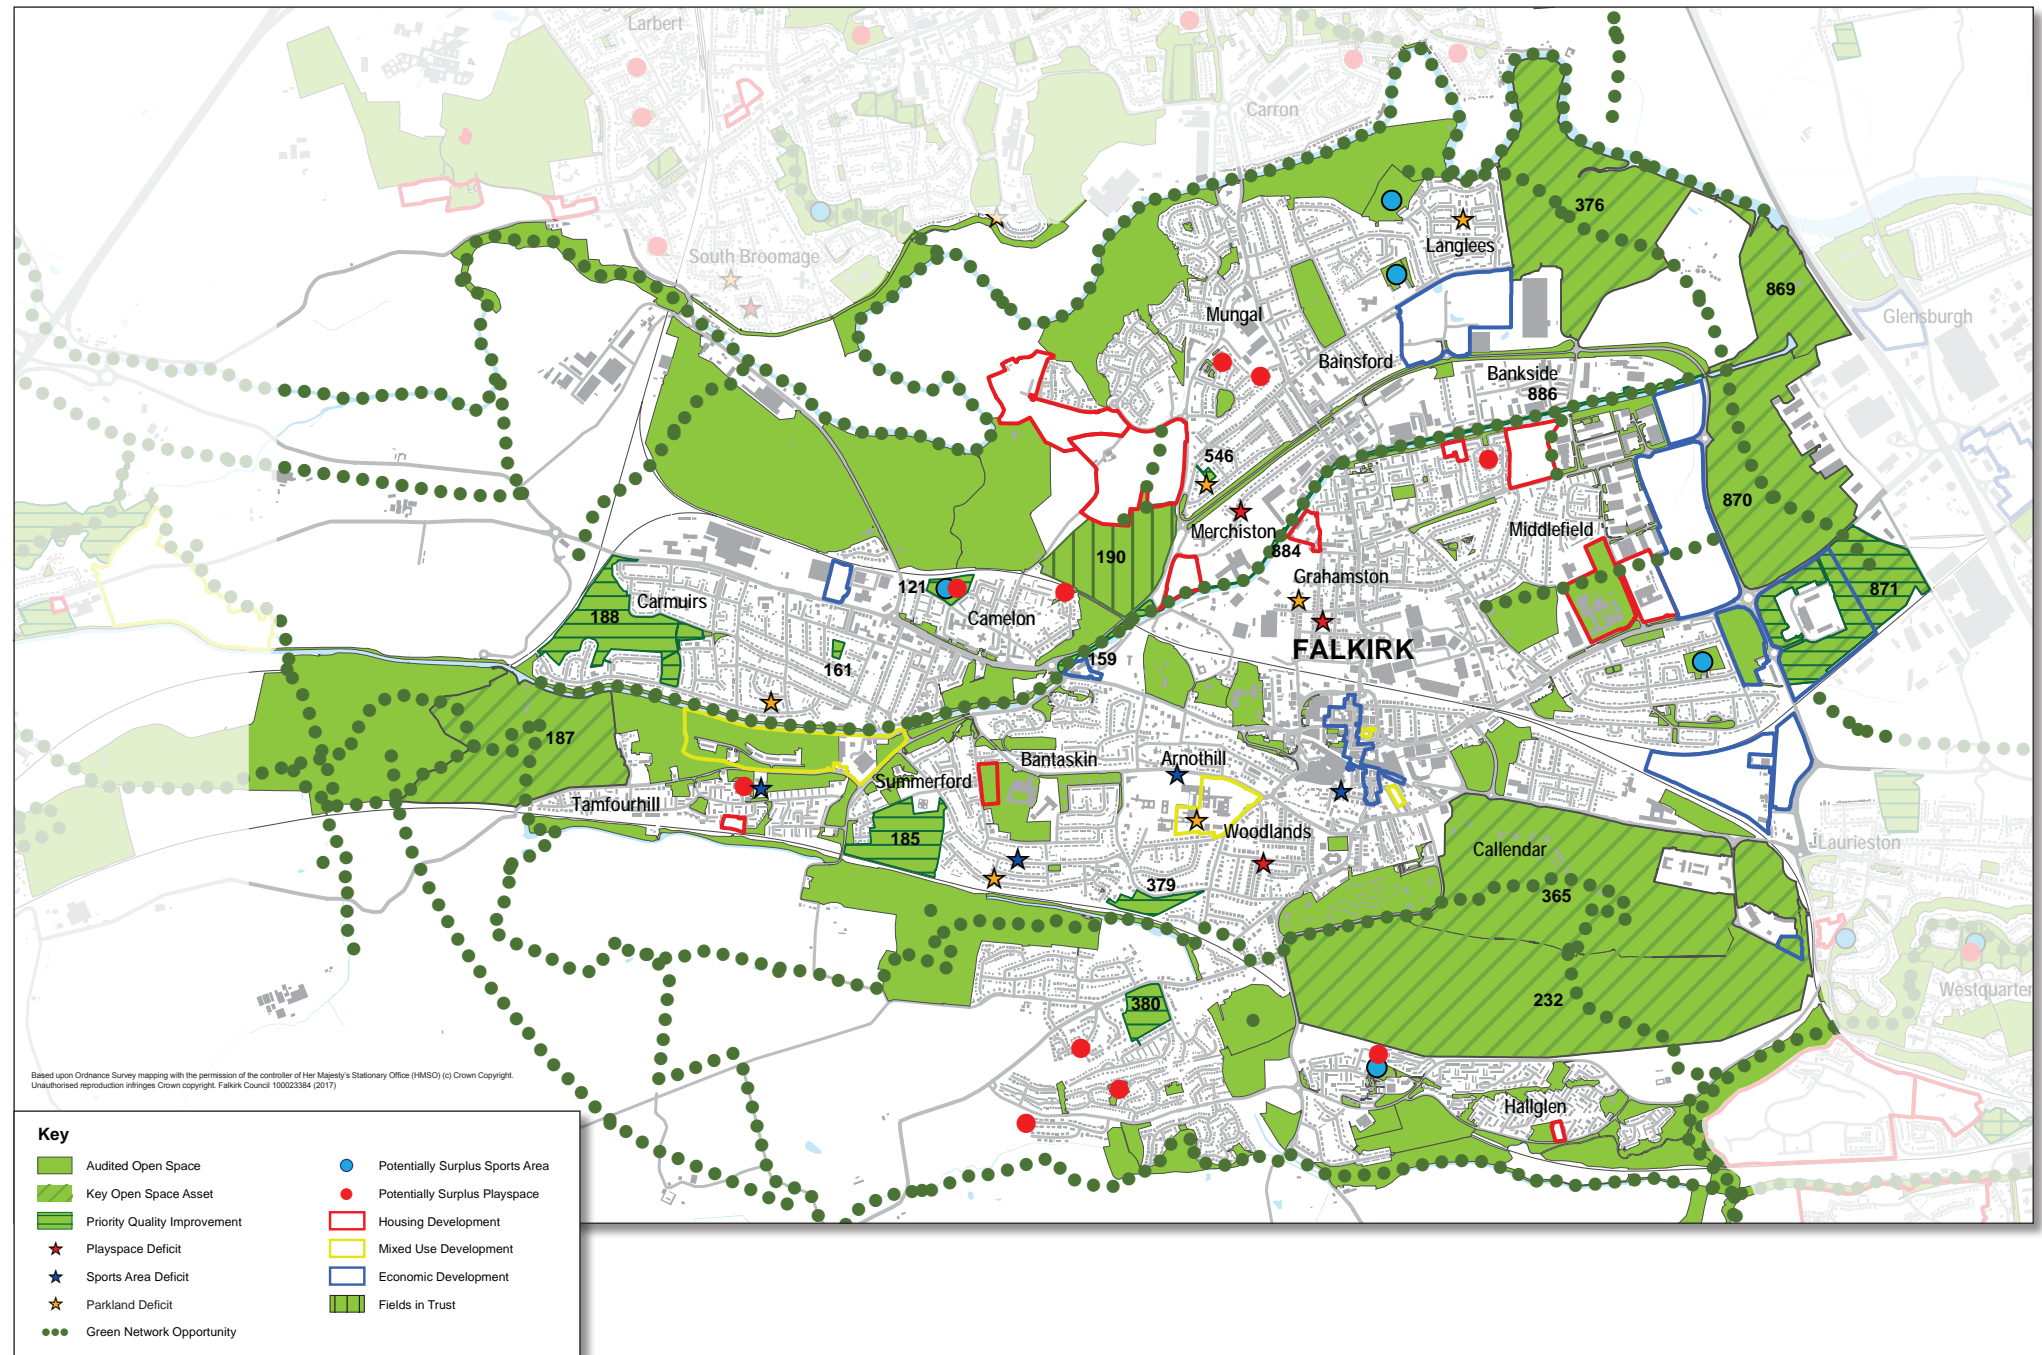 Larbert
Carron
South Broomage
Langlees
376
869
Glensburgh
Mungal
Bainsford
Bankside
886
546
870
Merchiston
884
Middlefield
190
Grahamston
121
871
Carmuirs
188
Camelon
FALKIRK
161
159
187
Bantaskin
Arnothill
Summerford
Tamfourhill
Woodlands
185
Callendar
Laurieston
379
365
232
380
Westquarter
Hallglen
Based upon Ordnance Survey mapping with the permission of the controller of Her Majesty's Stationary Office (HMSO) (c) Crown Copyright.
Unauthorised reproduction infringes Crown copyright. Falkirk Council 100023384 (2017)
Key
Audited Open Space
Key Open Space Asset
Priority Quality Improvement
Playspace Deficit
Sports Area Deficit
Parkland Deficit
Green Network Opportunity
Potentially Surplus Sports Area
Potentially Surplus Playspace
Housing Development
Mixed Use Development
Economic Development
Fields in Trust